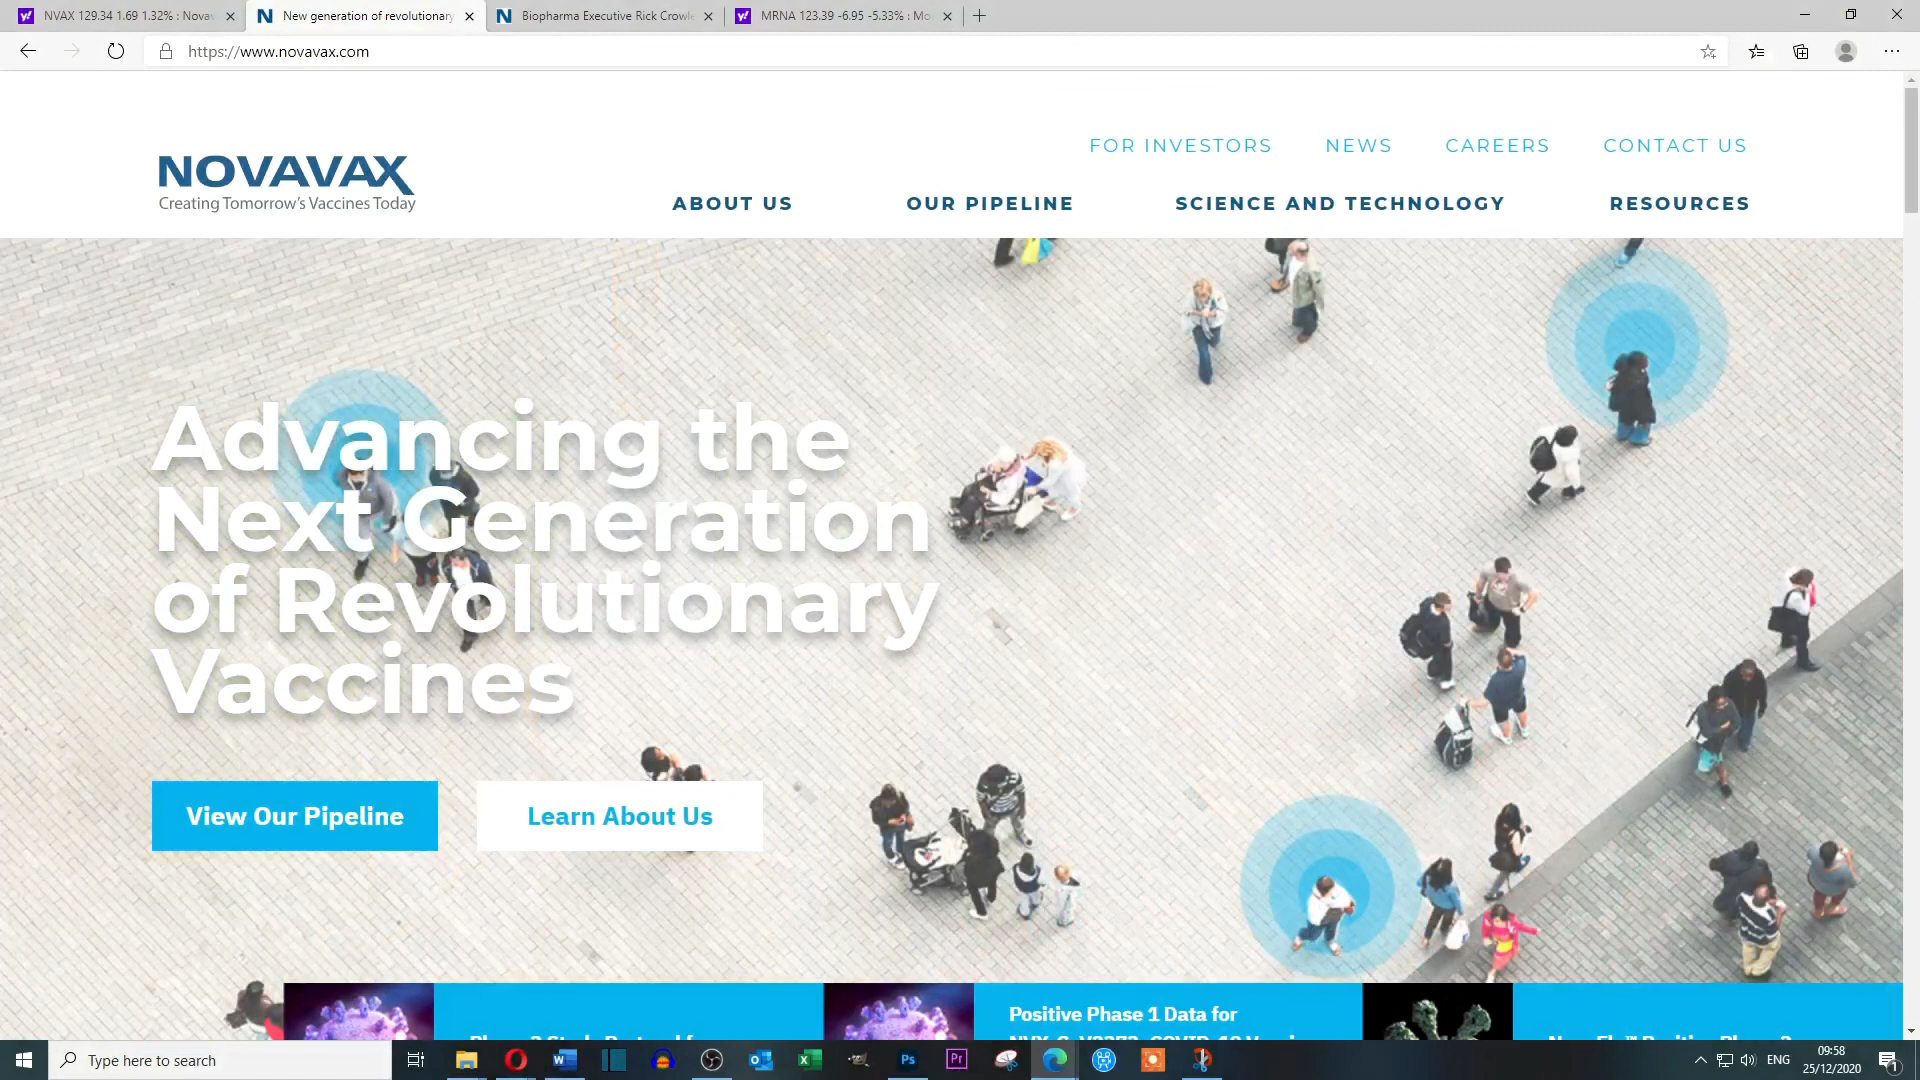 NVAX 129.34 1.69 1.32% : Nova
New generation of revolutionary
Biopharma Executive Rick Crowl
MRNA 123.39 -6.95 -5.33% : Mo
https://www.novavax.com
FOR INVESTORS
NEWS
CAREERS
CONTACT US
NOVAVAX
Creating Tomorrow's Vaccines Today
ABOUT US
OUR PIPELINE
SCIENCE AND TECHNOLOGY
RESOURCES
Advancing the
Next Generation
of Revolutionary
Vaccines
View Our Pipeline
Learn About Us
Positive Phase 1 Data for
Type here to search
ENG
09:58
25/12/2020